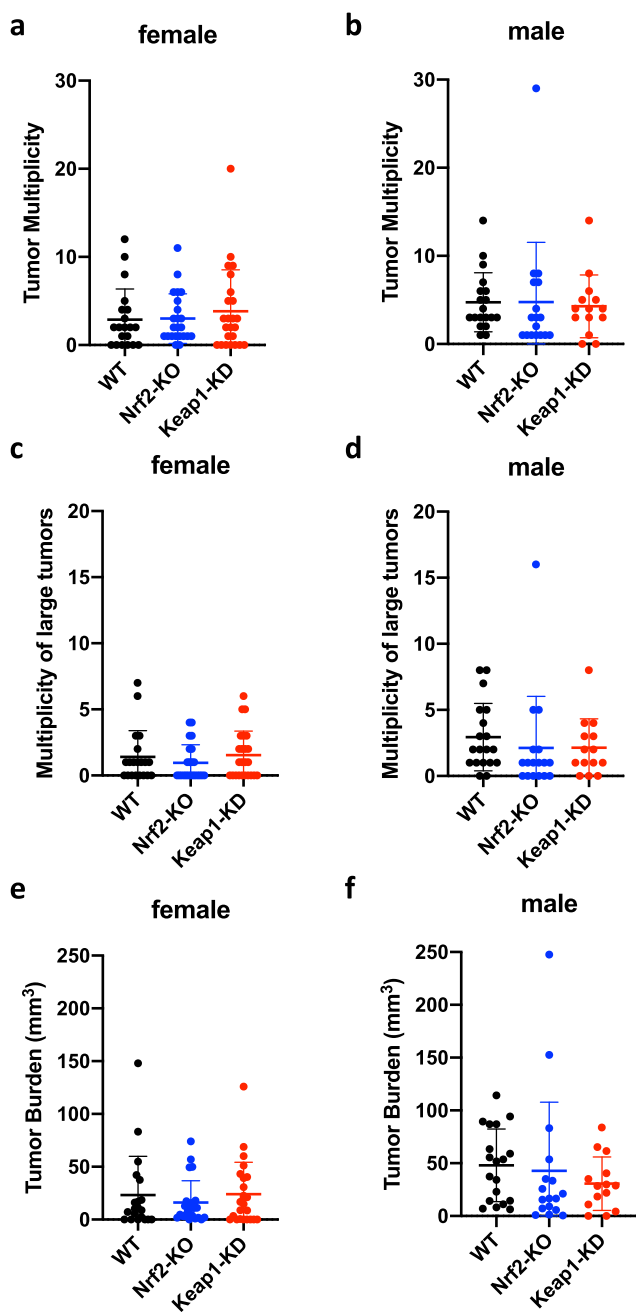 a
female
Tumor Multiplicity
30
20
10
0
WT
Nrf2-KO
Keap1-KD
b
male
Tumor Multiplicity
30
20
10
0
WT
Nrf2-KO
Keap1-KD
c
female
Multiplicity of large tumors
20
15
10
5
0
WT
Nrf2-KO
Keap1-KD
d
male
Multiplicity of large tumors
20
15
10
5
0
WT
Nrf2-KO
Keap1-KD
e
female
Tumor Burden (mm³)
250
200
150
100
50
0
WT
Nrf2-KO
Keap1-KD
f
male
Tumor Burden (mm³)
250
200
150
100
50
0
WT
Nrf2-KO
Keap1-KD